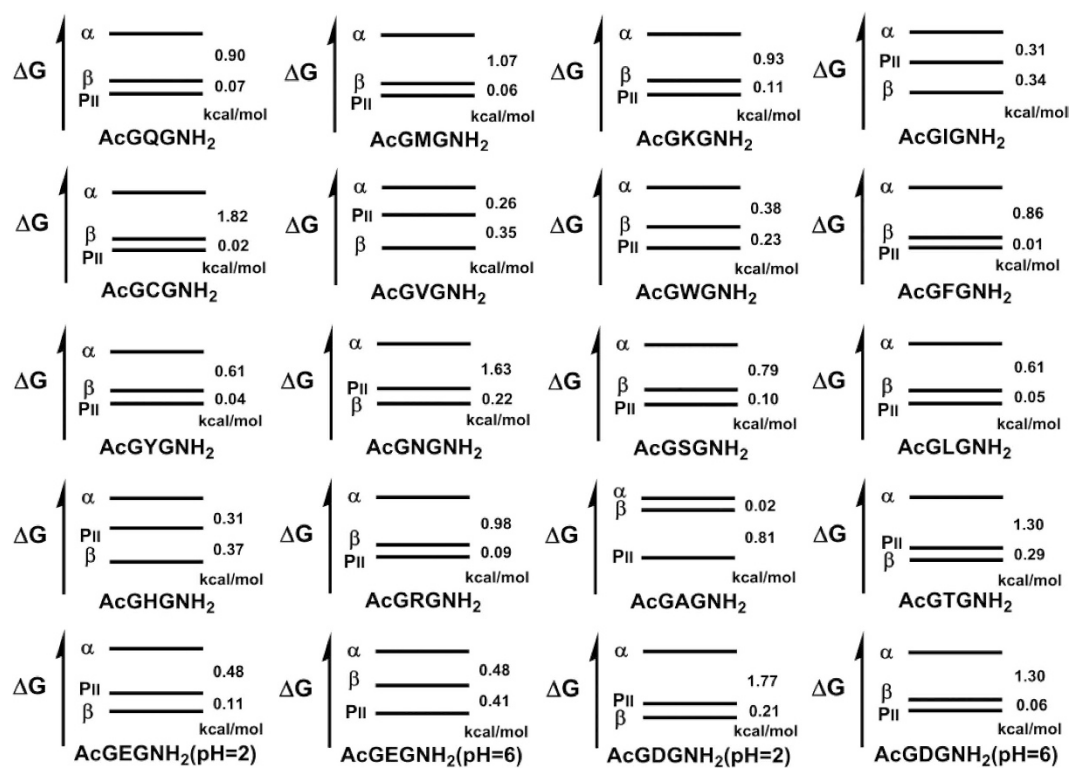 α
0.90
ΔG
β
PII
0.07
kcal/mol
AcGQGNH₂
α
1.07
ΔG
β
PII
0.06
kcal/mol
AcGMGNH₂
α
0.93
ΔG
β
PII
0.11
kcal/mol
AcGKGNH₂
α
0.31
ΔG
PII
β
0.34
kcal/mol
AcGIGNH₂
α
1.82
ΔG
β
PII
0.02
kcal/mol
AcGCGNH₂
α
0.26
ΔG
PII
β
0.35
kcal/mol
AcGVGNH₂
α
0.38
ΔG
β
PII
0.23
kcal/mol
AcGWGNH₂
α
0.86
ΔG
β
PII
0.01
kcal/mol
AcGFGNH₂
α
0.61
ΔG
β
PII
0.04
kcal/mol
AcGYGNH₂
α
1.63
ΔG
PII
β
0.22
kcal/mol
AcGNGNH₂
α
0.79
ΔG
β
PII
0.10
kcal/mol
AcGSGNH₂
α
0.61
ΔG
β
PII
0.05
kcal/mol
AcGLGNH₂
α
0.31
ΔG
PII
β
0.37
kcal/mol
AcGHGNH₂
α
0.98
ΔG
β
PII
0.09
kcal/mol
AcGRGNH₂
α
β
0.02
ΔG
0.81
PII
kcal/mol
AcGAGNH₂
α
1.30
ΔG
PII
β
0.29
kcal/mol
AcGTGNH₂
α
0.48
ΔG
PII
β
0.11
kcal/mol
AcGEGNH₂(pH=2)
α
0.48
ΔG
β
PII
0.41
kcal/mol
AcGEGNH₂(pH=6)
α
1.77
ΔG
PII
β
0.21
kcal/mol
AcGDGNH₂(pH=2)
α
1.30
ΔG
β
PII
0.06
kcal/mol
AcGDGNH₂(pH=6)